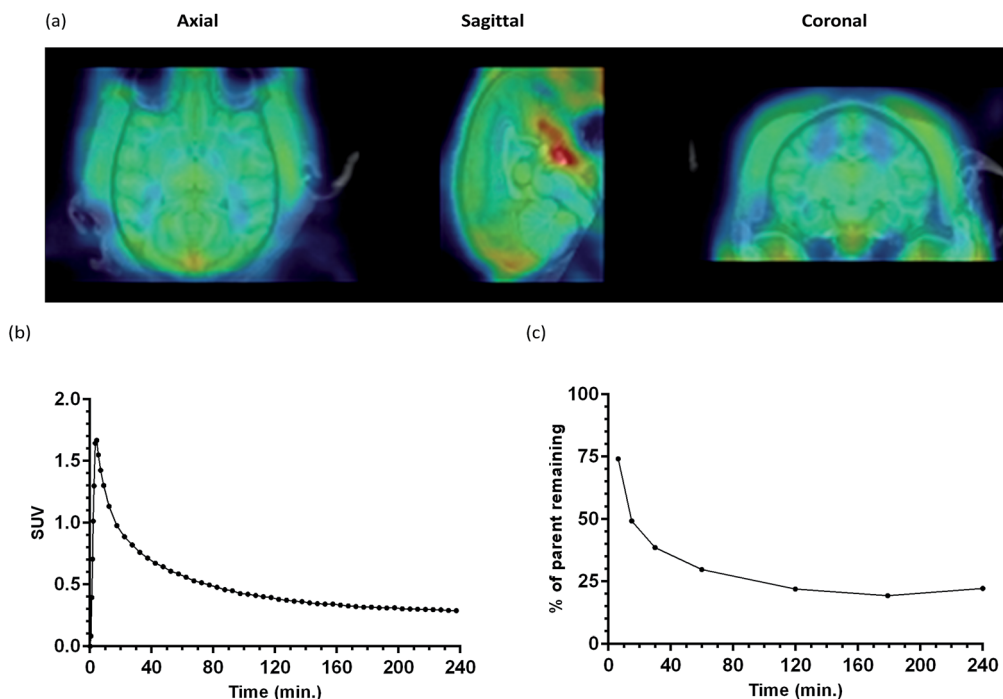 (a)
Axial
Sagittal
Coronal
(b)
SUV
2.0
1.5
1.0
0.5
0.0
0
40
80
120
160
200
240
Time (min.)
(c)
% of parent remaining
100
75
50
25
0
0
40
80
120
160
200
240
Time (min.)